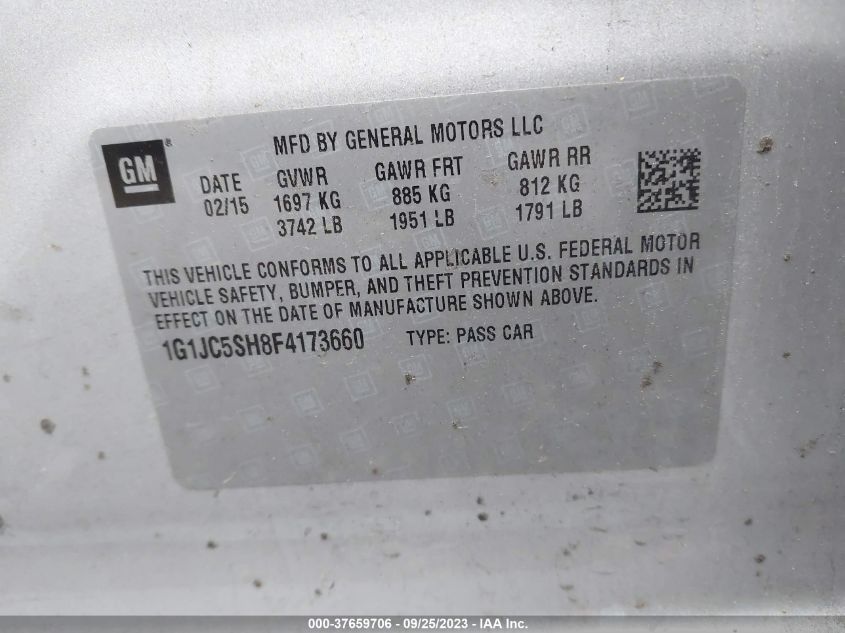 GM ®
MFD BY GENERAL MOTORS LLC
DATE GVWR GAWR FRT GAWR RR
02/15 1697 KG 885 KG 812 KG
3742 LB 1951 LB 1791 LB
THIS VEHICLE CONFORMS TO ALL APPLICABLE U.S. FEDERAL MOTOR
VEHICLE SAFETY, BUMPER, AND THEFT PREVENTION STANDARDS IN
EFFECT ON THE DATE OF MANUFACTURE SHOWN ABOVE.
1G1JC5SH8F4173660 TYPE: PASS CAR
000-37659706 - 09/25/2023 - IAA Inc.